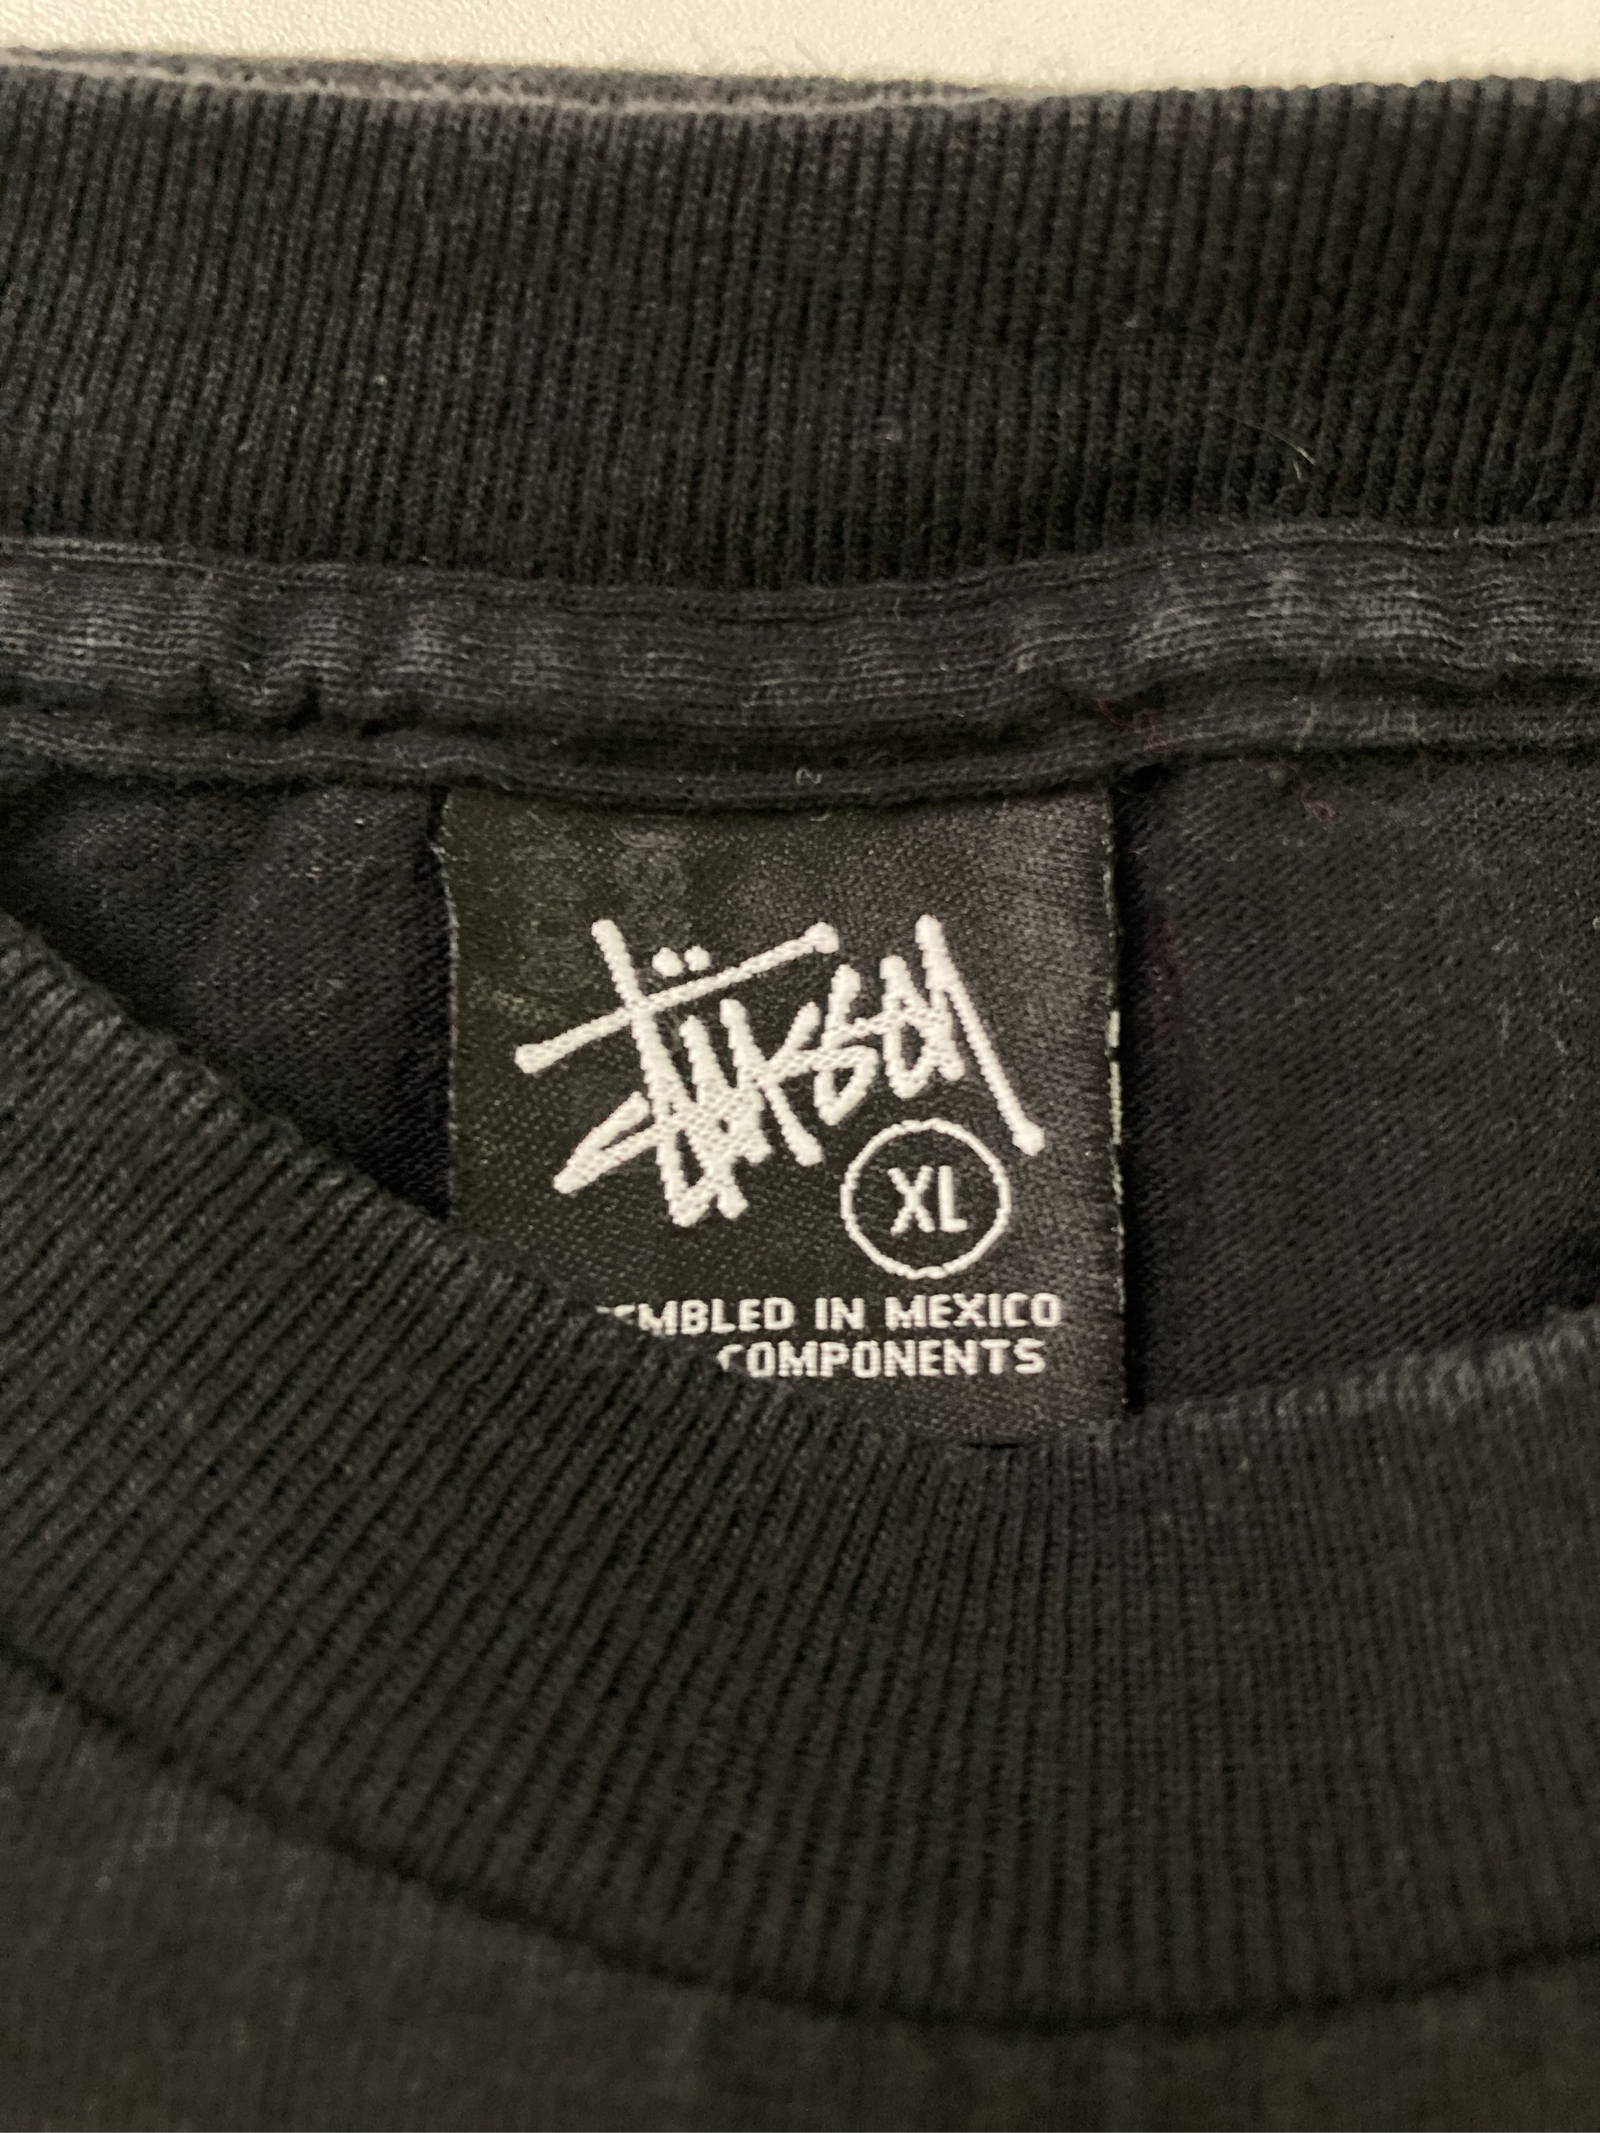 Stüssy
XL
EMBLED IN MEXICO
COMPONENTS